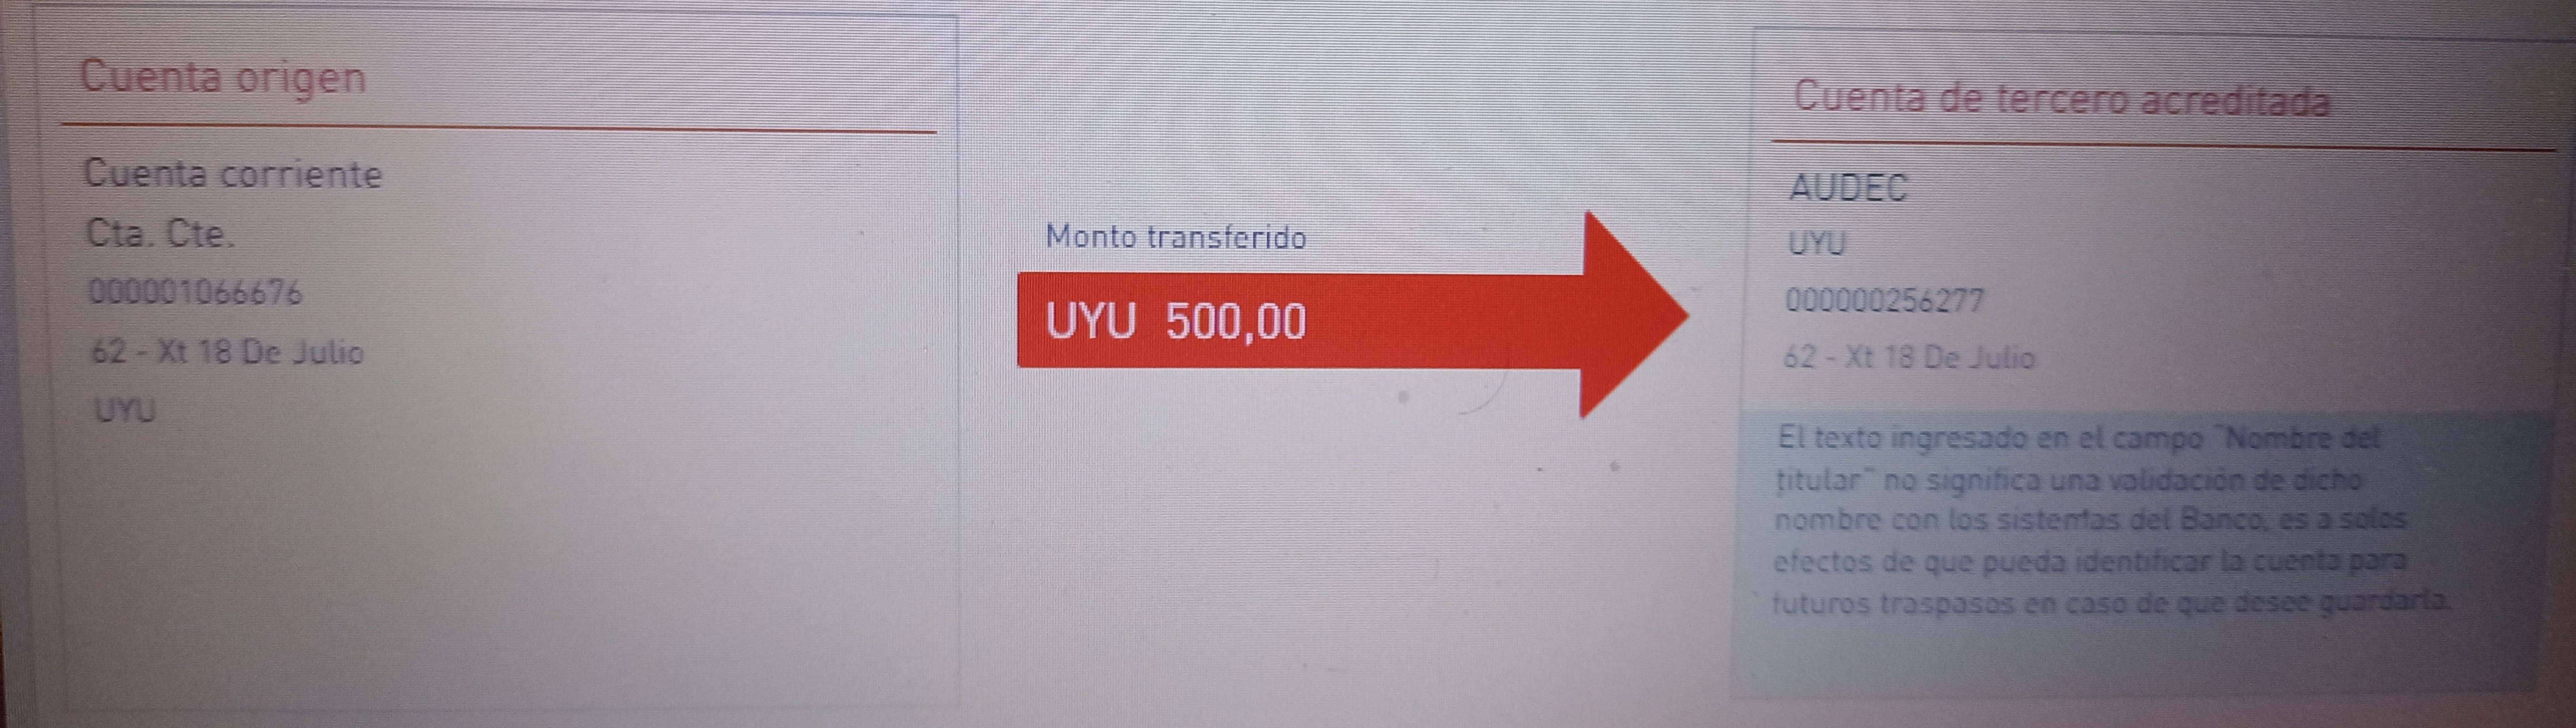 Cuenta origen
Cuenta corriente
Cta. Cte.
000001066676
62 - Xt 18 De Julio
UYU
Monto transferido
UYU 500,00
Cuenta de tercero acreditada
AUDEC
UYU
000000256277
62 - Xt 18 De Julio
El texto ingresado en el campo "Nombre del
titular" no significa una validación de dicho
nombre con los sistemas del Banco, es a solos
efectos de que pueda identificar la cuenta para
futuros traspasos en caso de que desee guardarla.